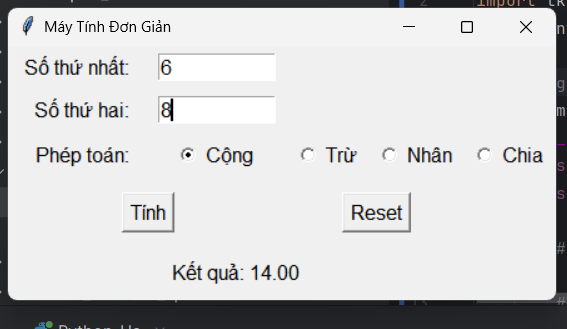 Máy Tính Đơn Giản
Số thứ nhất: 6
Số thứ hai: 8
Phép toán: Cộng Trừ Nhân Chia
Tính Reset
Kết quả: 14.00